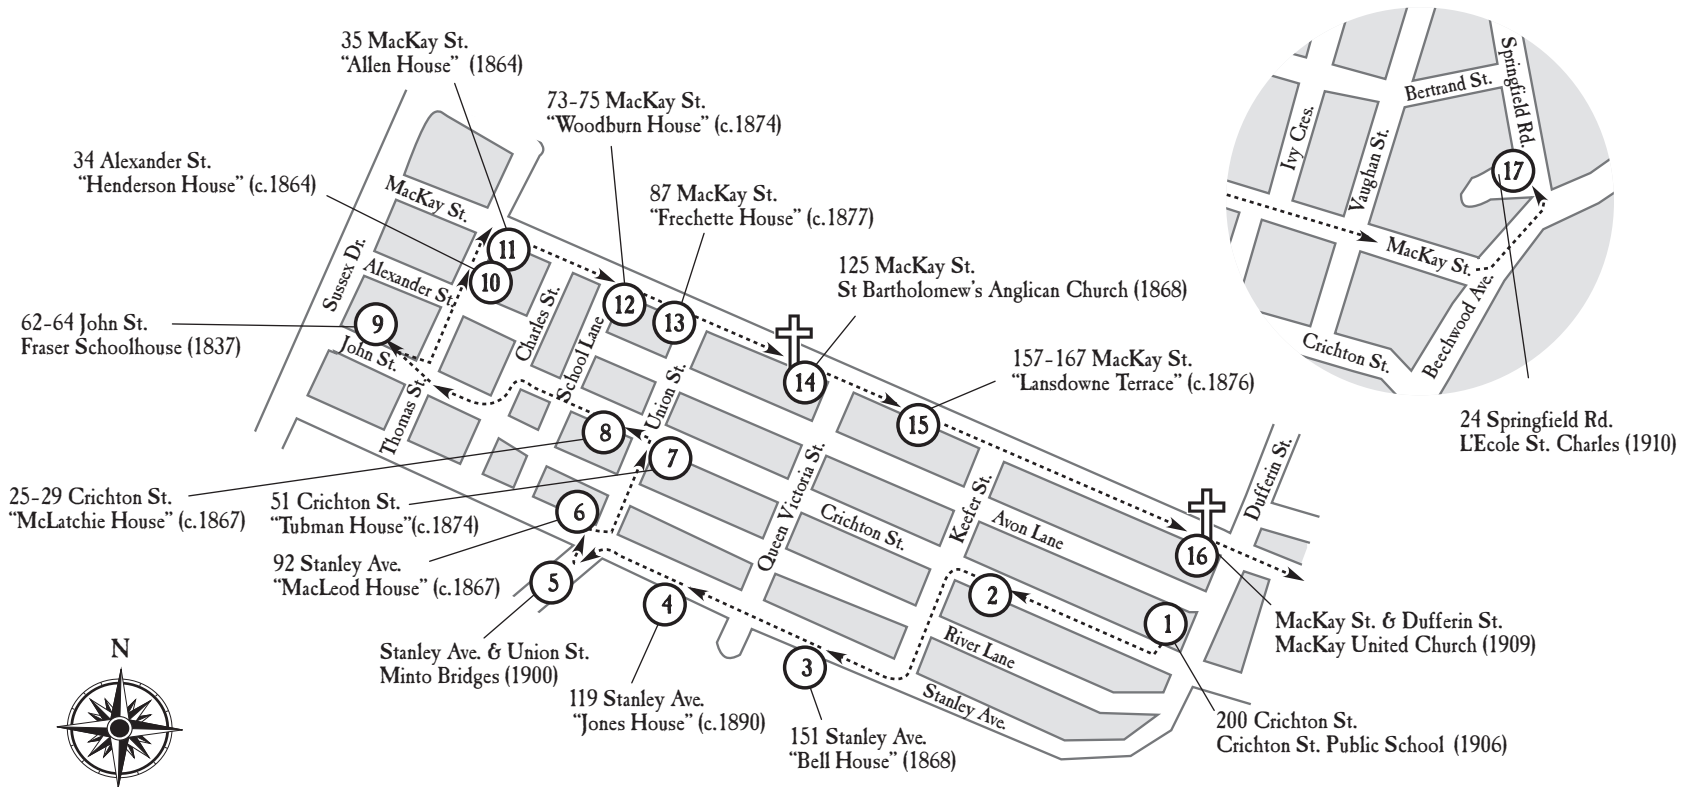 35 MacKay St.
"Allen House" (1864)
73-75 MacKay St.
"Woodburn House" (c.1874)
34 Alexander St.
"Henderson House" (c.1864)
87 MacKay St.
"Frechette House" (c.1877)
125 MacKay St.
St Bartholomew's Anglican Church (1868)
62-64 John St.
Fraser Schoolhouse (1837)
157-167 MacKay St.
"Lansdowne Terrace" (c.1876)
24 Springfield Rd.
L'Ecole St. Charles (1910)
25-29 Crichton St.
"McLatchie House" (c.1867)
51 Crichton St.
"Tubman House"(c.1874)
92 Stanley Ave.
"MacLeod House" (c.1867)
Stanley Ave. & Union St.
Minto Bridges (1900)
119 Stanley Ave.
"Jones House" (c.1890)
151 Stanley Ave.
"Bell House" (1868)
MacKay St. & Dufferin St.
MacKay United Church (1909)
200 Crichton St.
Crichton St. Public School (1906)
MacKay St.
Sussex Dr.
Alexander St.
John St.
Thomas St.
Charles St.
School Lane
Union St.
Queen Victoria St.
Crichton St.
Keefer St.
Avon Lane
River Lane
Stanley Ave.
Dufferin St.
Springfield Rd.
Bertrand St.
Ivy Cres.
Vaughan St.
MacKay St.
Beechwood Ave.
Crichton St.
1
2
3
4
5
6
7
8
9
10
11
12
13
14
15
16
17
N